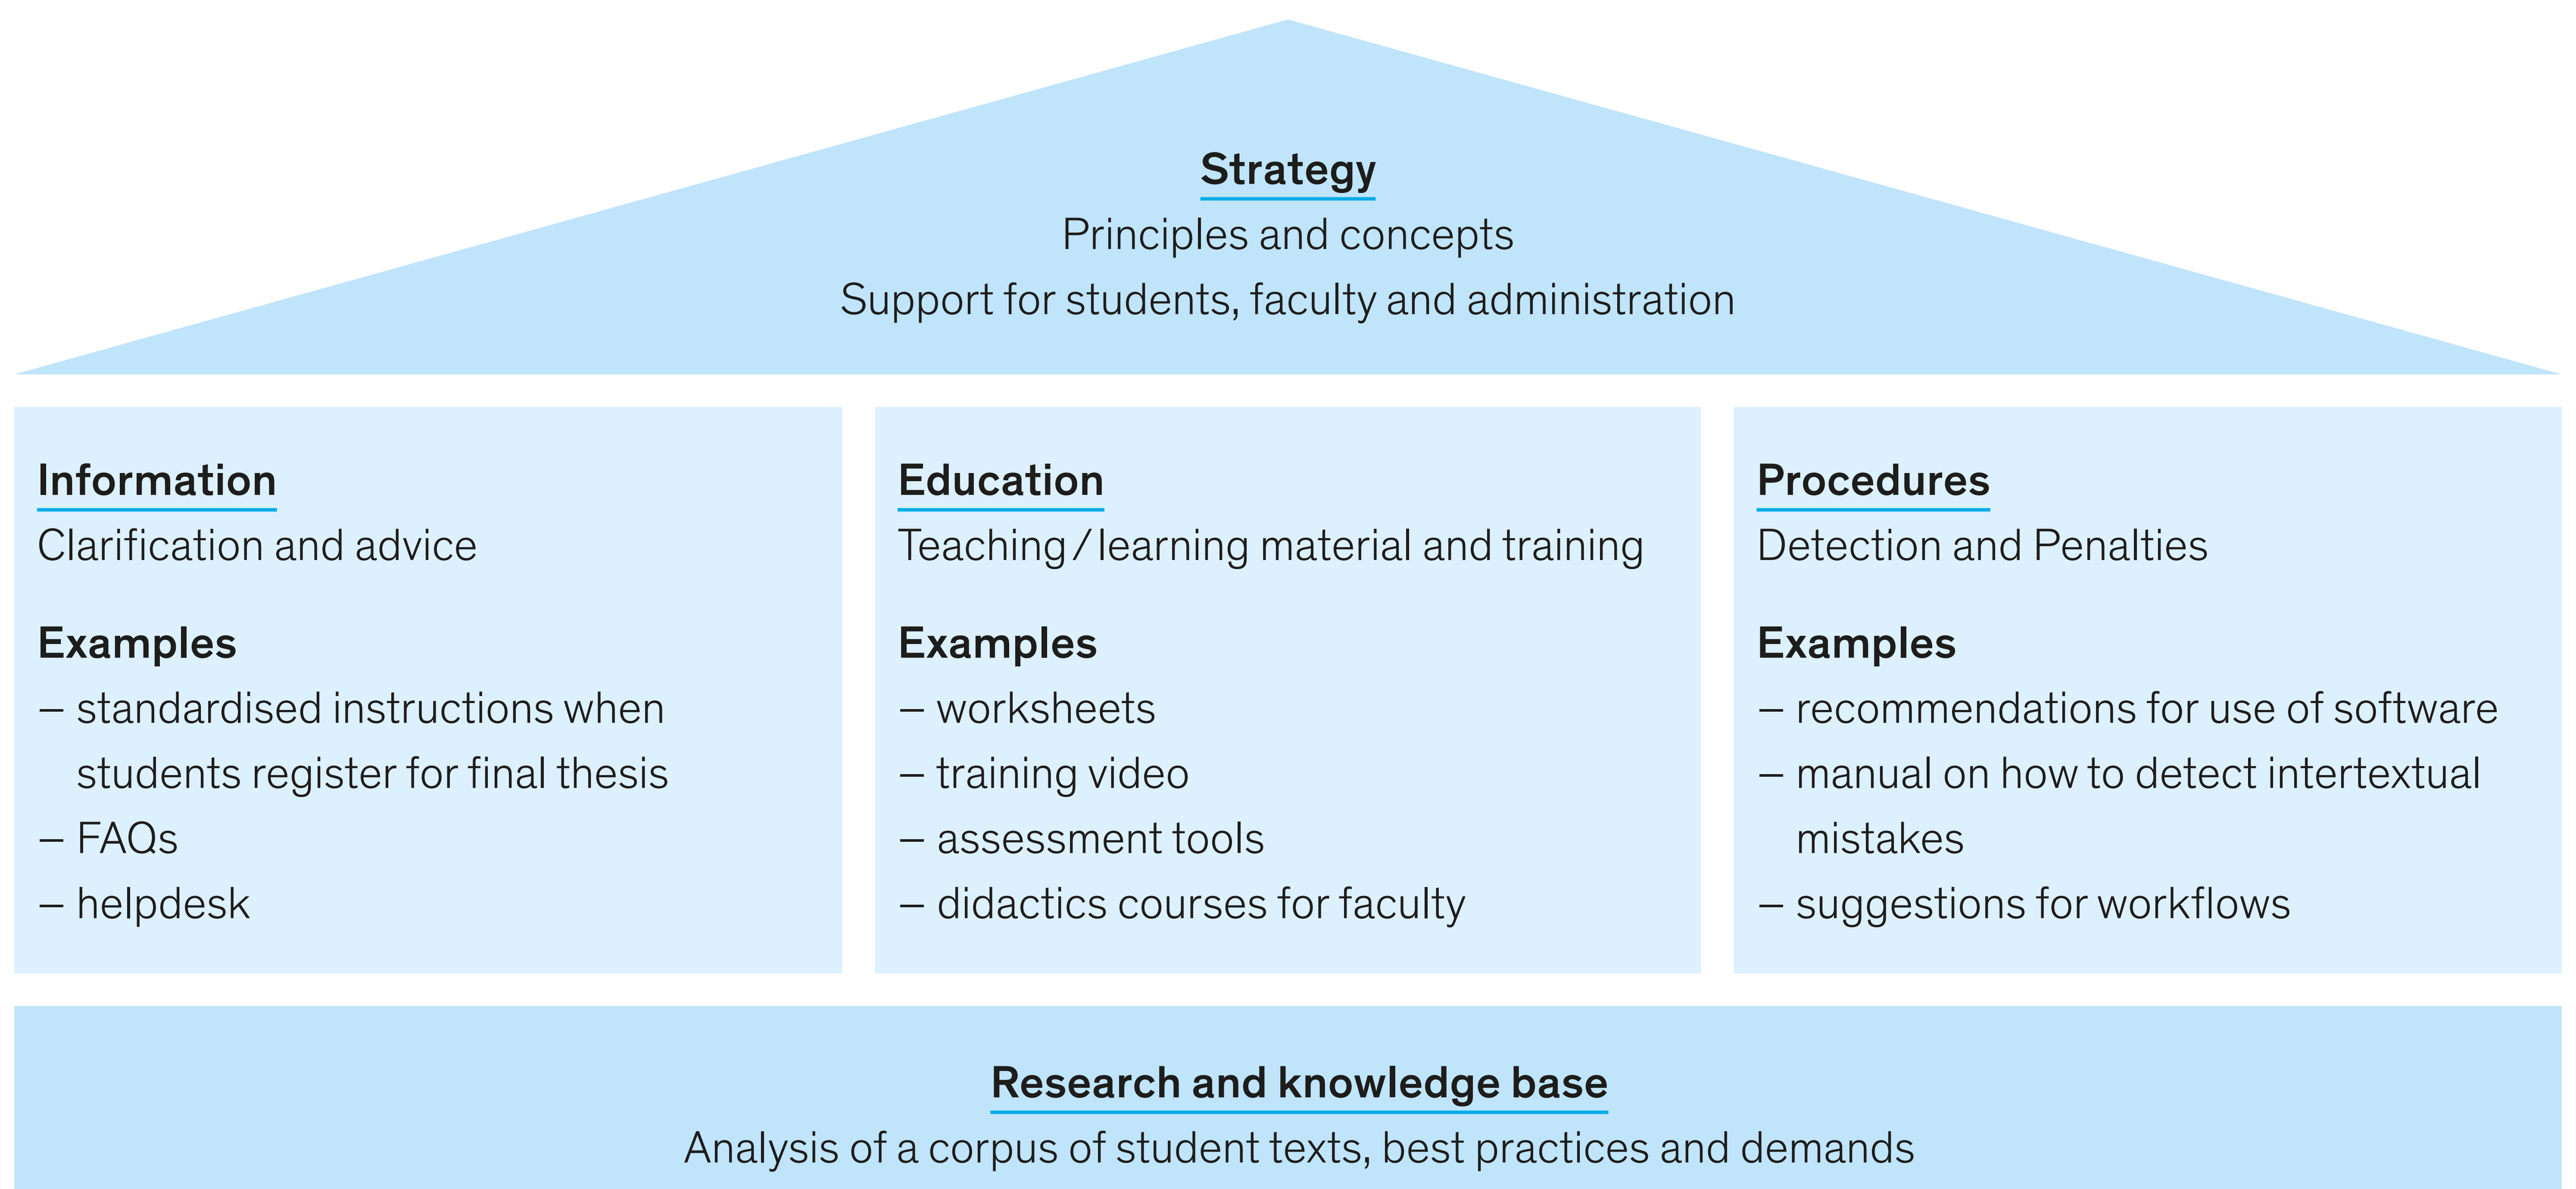 Strategy
Principles and concepts
Support for students, faculty and administration
Information
Clarification and advice
Examples
– standardised instructions when
students register for final thesis
– FAQs
– helpdesk
Education
Teaching / learning material and training
Examples
– worksheets
– training video
– assessment tools
– didactics courses for faculty
Procedures
Detection and Penalties
Examples
– recommendations for use of software
– manual on how to detect intertextual
mistakes
– suggestions for workflows
Research and knowledge base
Analysis of a corpus of student texts, best practices and demands